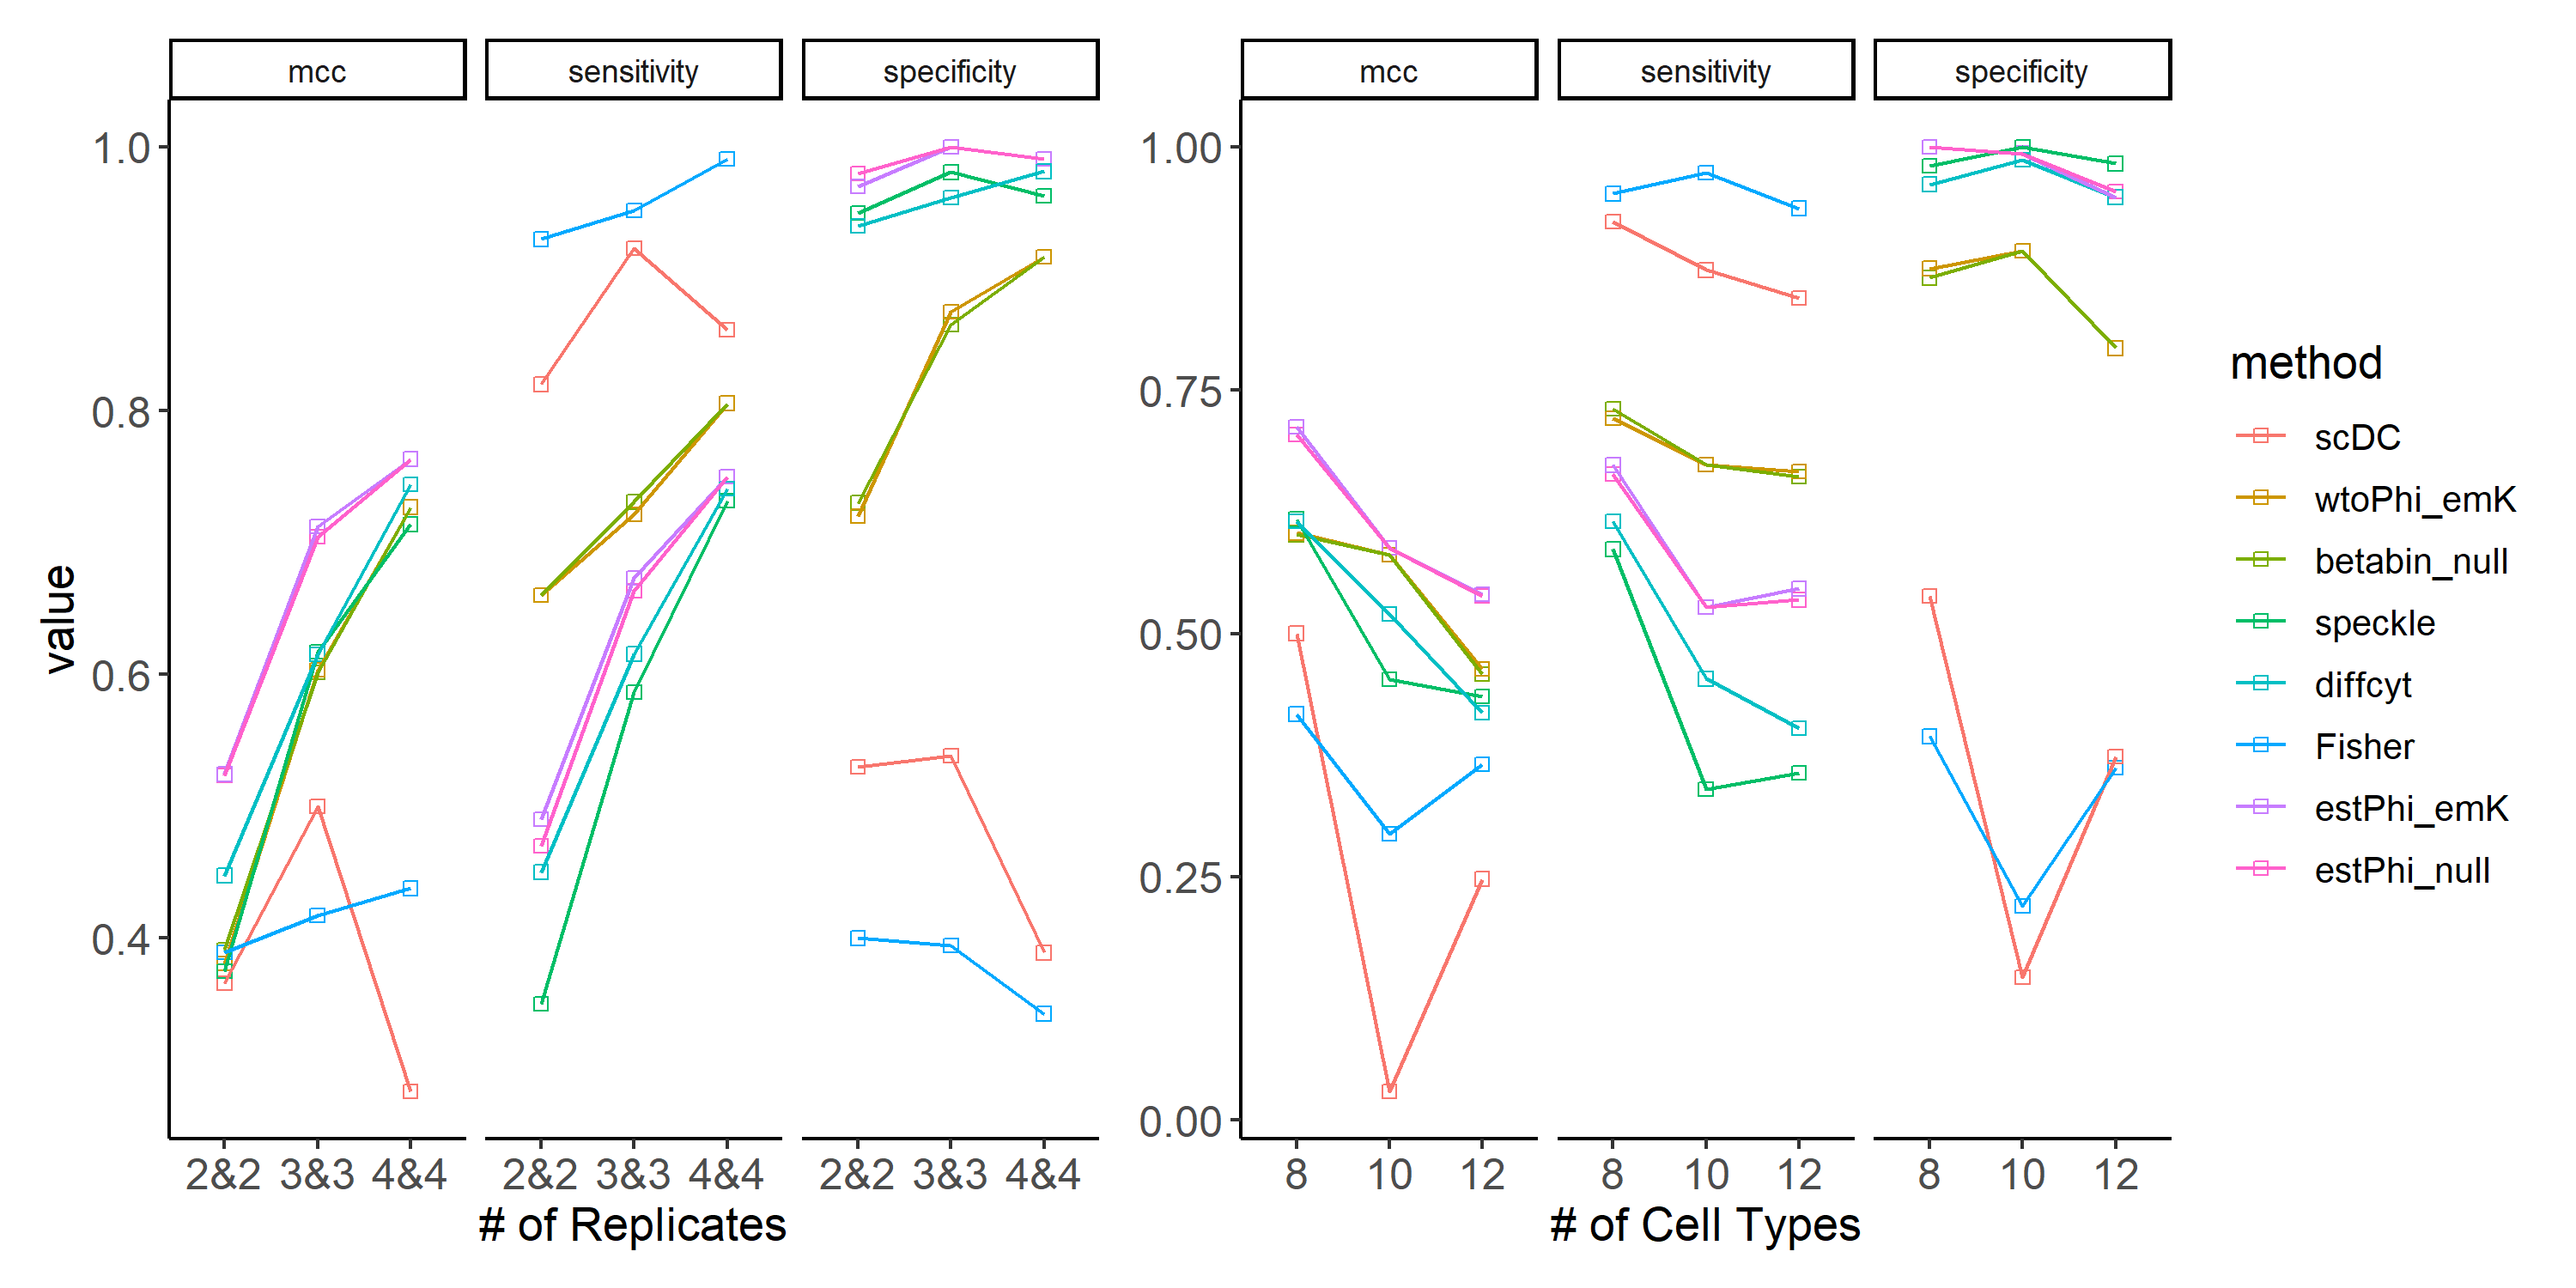 mcc sensitivity specificity
mcc sensitivity specificity
value
1.0
0.8
0.6
0.4
2&2 3&3 4&4 2&2 3&3 4&4 2&2 3&3 4&4
# of Replicates
1.00
0.75
0.50
0.25
0.00
8 10 12 8 10 12 8 10 12
# of Cell Types
method
scDC
wtoPhi_emK
betabin_null
speckle
diffcyt
Fisher
estPhi_emK
estPhi_null